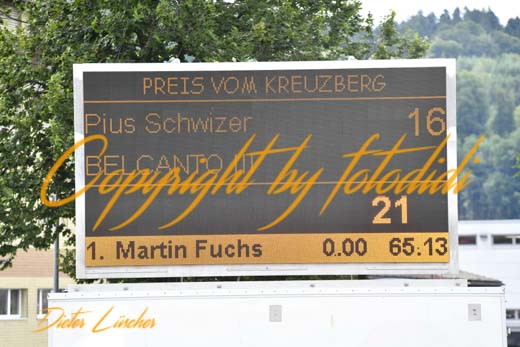 PREIS VOM KREUZBERG
Pius Schwizer 16
BELCANTO
Copyright by fotodidi
21
1. Martin Fuchs 0.00 65.13
Dieter Lüscher